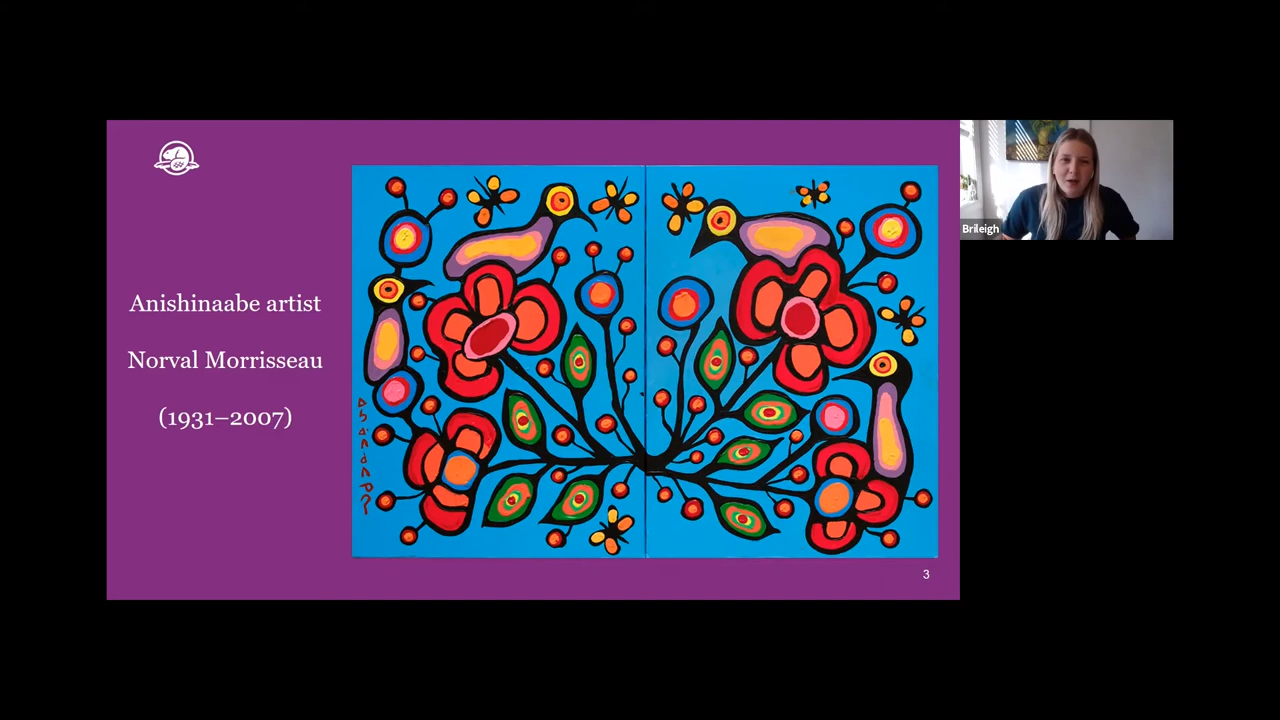 Anishinaabe artist
Norval Morrisseau
(1931–2007)
3
Brileigh